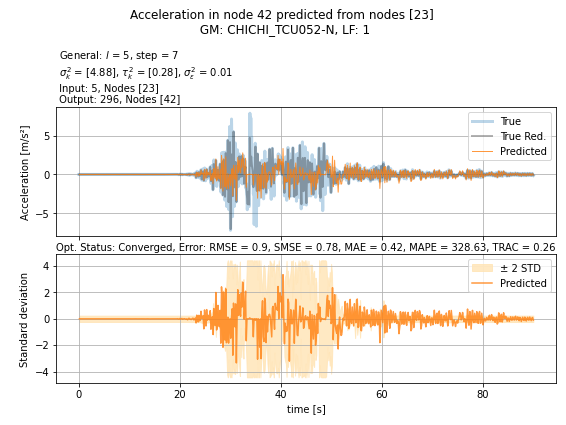 Acceleration in node 42 predicted from nodes [23]
GM: CHICHI_TCU052-N, LF: 1
General: l = 5, step = 7
σ²ₖ = [4.88], τ²ₖ = [0.28], σ²ₑ = 0.01
Input: 5, Nodes [23]
Output: 296, Nodes [42]
True
True Red.
Predicted
Acceleration [m/s²]
5
0
−5
Opt. Status: Converged, Error: RMSE = 0.9, SMSE = 0.78, MAE = 0.42, MAPE = 328.63, TRAC = 0.26
± 2 STD
Predicted
Standard deviation
4
2
0
−2
−4
0 20 40 60 80
time [s]